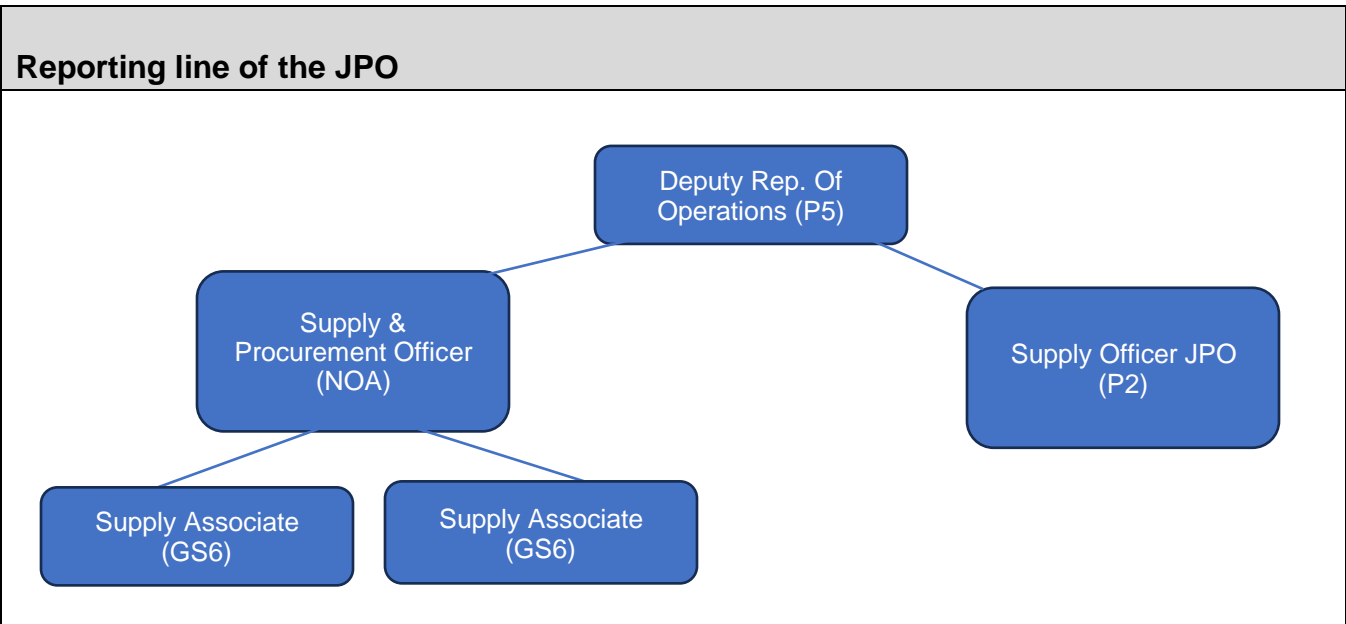 Reporting line of the JPO
Deputy Rep. Of
Operations (P5)
Supply &
Procurement Officer
(NOA)
Supply Officer JPO
(P2)
Supply Associate
(GS6)
Supply Associate
(GS6)